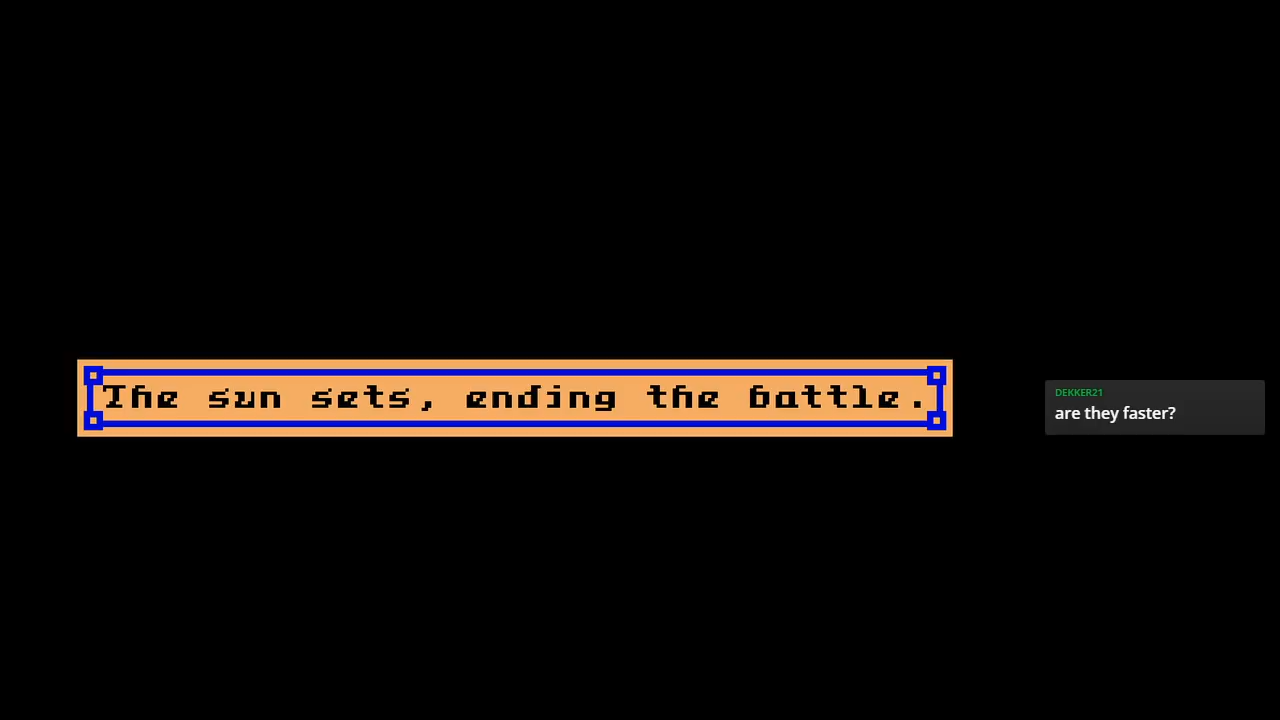 The sun sets, ending the battle.
DEKKER21
are they faster?